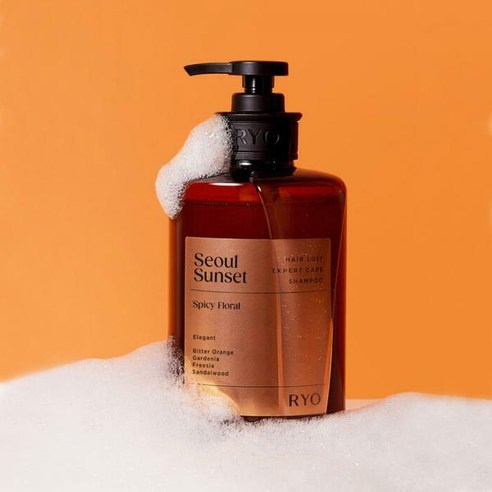 RYO
Seoul
Sunset
HAIR LOSS
EXPERT CARE
SHAMPOO
Spicy Floral
Elegant
Bitter Orange
Gardenia
Freesia
Sandalwood
RYO